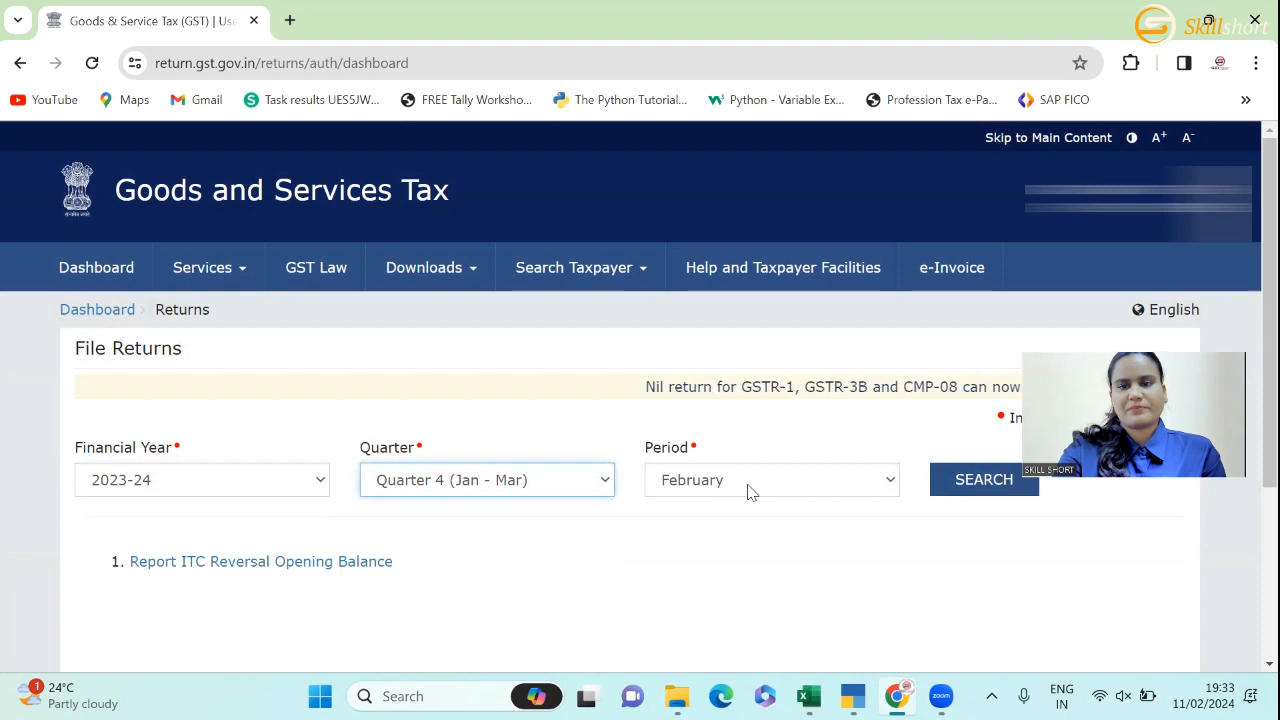 Goods & Service Tax (GST) | Use
Skillshort
return.gst.gov.in/returns/auth/dashboard
YouTube
Maps
Gmail
Task results UES5JW...
FREE Tally Worksho...
The Python Tutorial...
Python - Variable Ex...
Profession Tax e-Pa...
SAP FICO
Skip to Main Content
A+
A-
Goods and Services Tax
Dashboard
Services
GST Law
Downloads
Search Taxpayer
Help and Taxpayer Facilities
e-Invoice
Dashboard › Returns
English
File Returns
Nil return for GSTR-1, GSTR-3B and CMP-08 can now
Financial Year
Quarter
Period
2023-24
Quarter 4 (Jan - Mar)
February
SEARCH
SKILL SHORT
1. Report ITC Reversal Opening Balance
1
24°C
Partly cloudy
Search
zoom
ENG
IN
19:33
11/02/2024